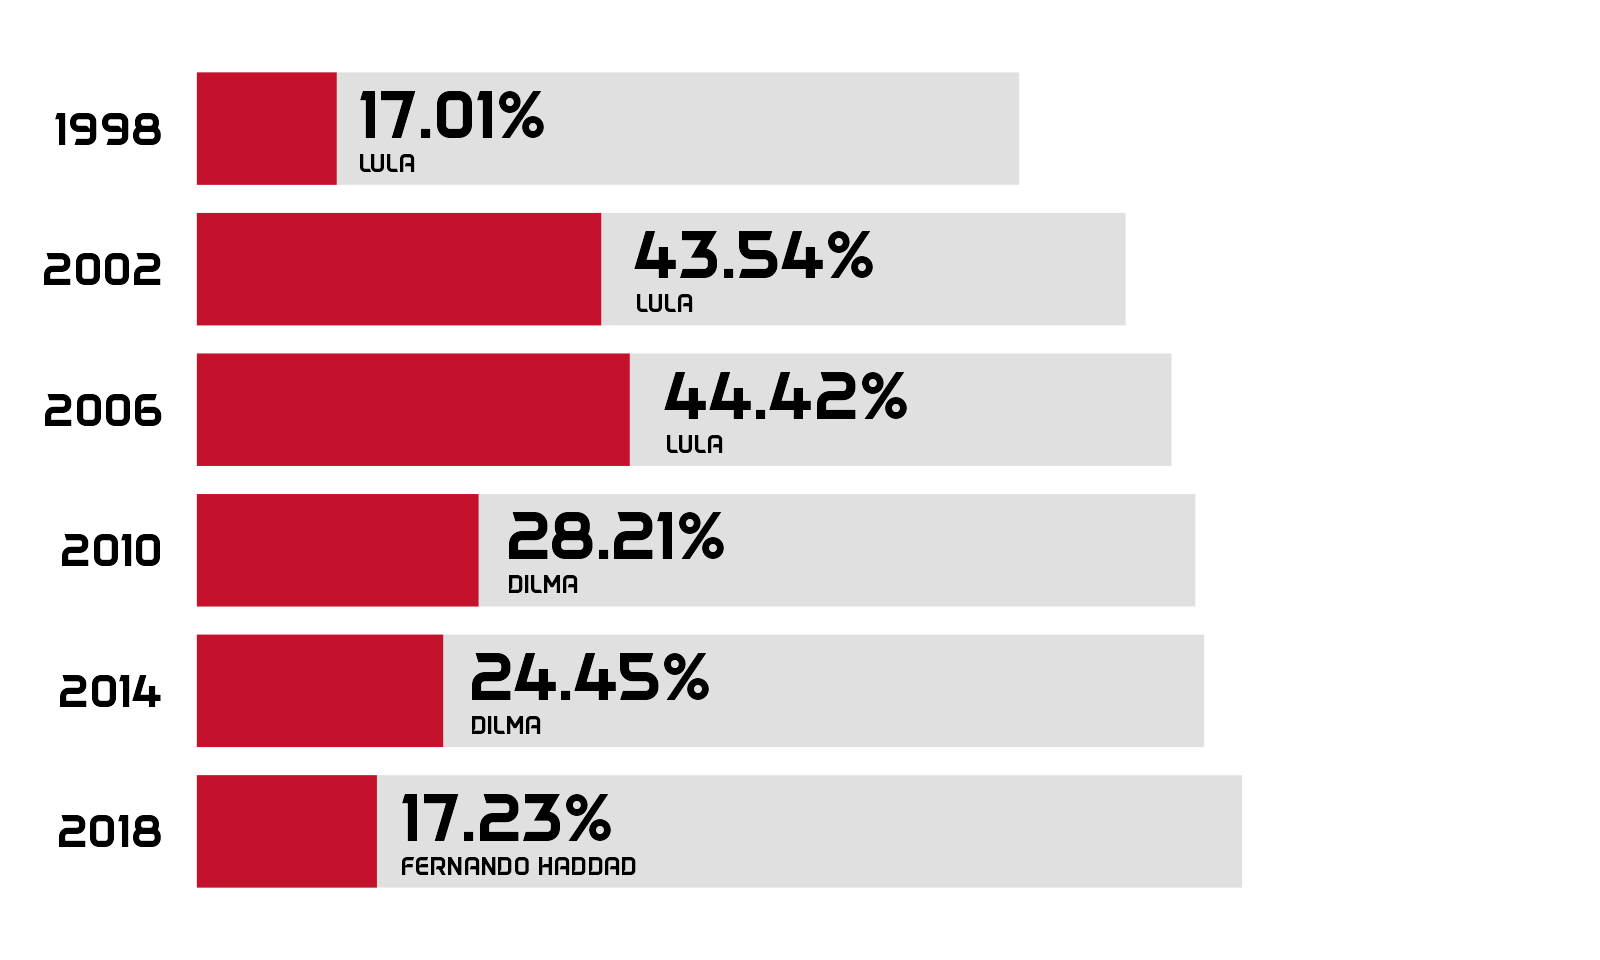 1998
17.01%
LULA
2002
43.54%
LULA
2006
44.42%
LULA
2010
28.21%
DILMA
2014
24.45%
DILMA
2018
17.23%
FERNANDO HADDAD